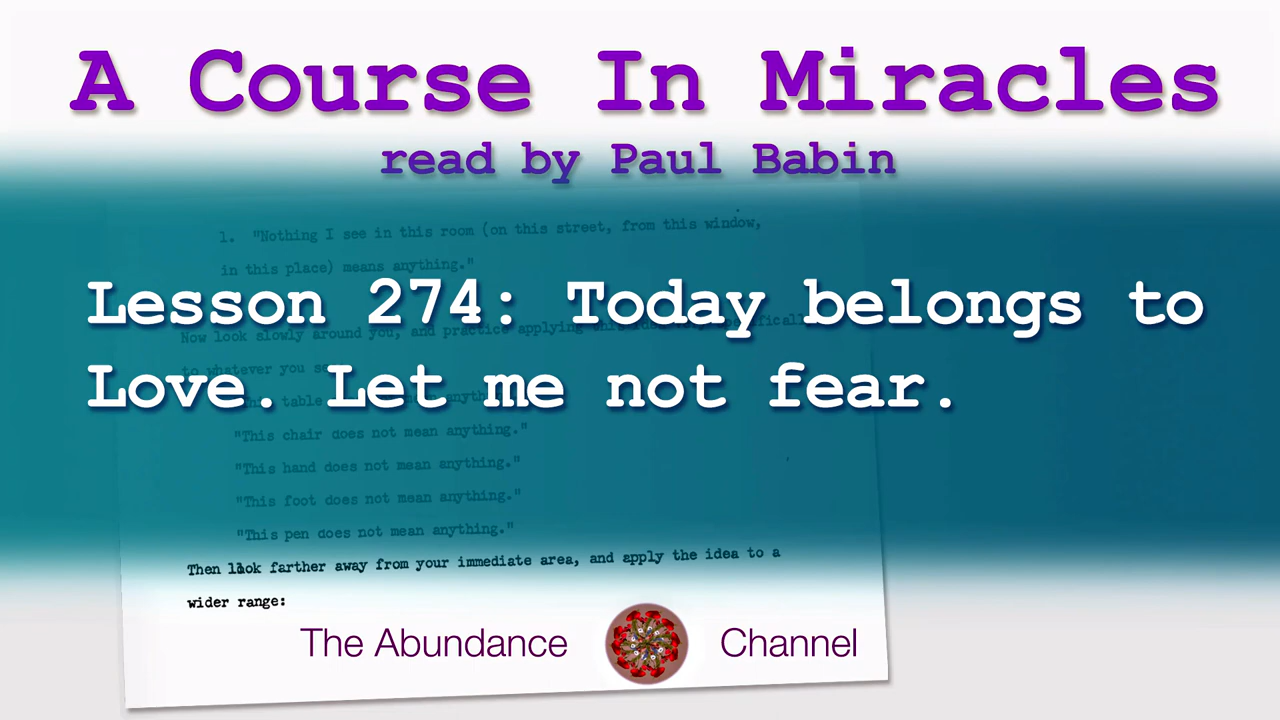 A Course In Miracles
read by Paul Babin
1. "Nothing I see in this room (on this street, from this window,
in this place) means anything."
Lesson 274: Today belongs to
Now look slowly around you, and practice applying
Love. Let me not fear.
"This chair does not mean anything."
"This hand does not mean anything."
"This foot does not mean anything."
"This pen does not mean anything."
Then look farther away from your immediate area, and apply the idea to a
wider range:
The Abundance Channel